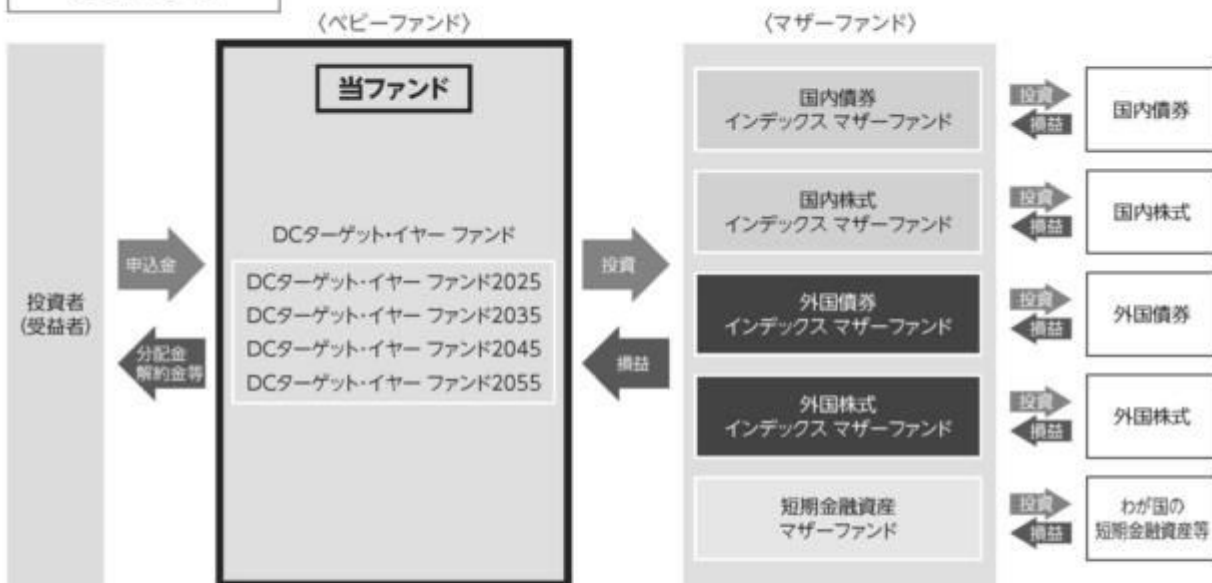 〈ベビーファンド〉
〈マザーファンド〉
投資者
(受益者)
申込金
分配金
解約金等
当ファンド
DCターゲット・イヤー ファンド
DCターゲット・イヤー ファンド2025
DCターゲット・イヤー ファンド2035
DCターゲット・イヤー ファンド2045
DCターゲット・イヤー ファンド2055
投資
損益
国内債券
インデックス マザーファンド
投資
損益
国内債券
国内株式
インデックス マザーファンド
投資
損益
国内株式
外国債券
インデックス マザーファンド
投資
損益
外国債券
外国株式
インデックス マザーファンド
投資
損益
外国株式
短期金融資産
マザーファンド
投資
損益
わが国の
短期金融資産等